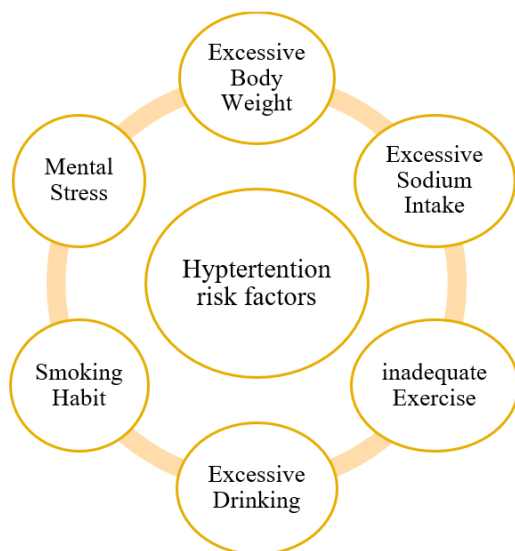 Excessive
Body
Weight
Excessive
Sodium
Intake
inadequate
Exercise
Excessive
Drinking
Smoking
Habit
Mental
Stress
Hyptertention
risk factors